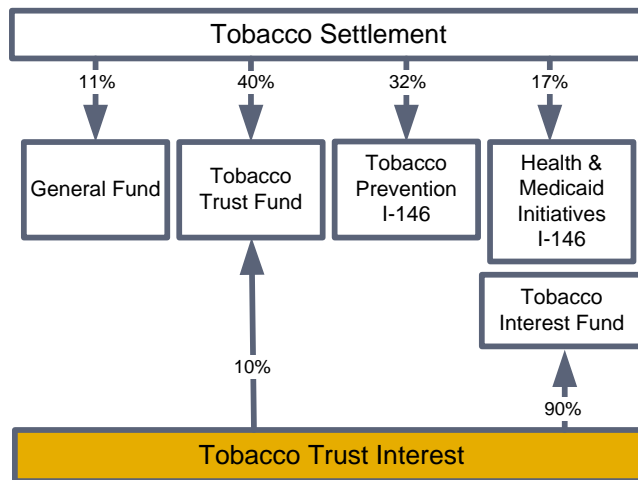 Tobacco Settlement
11%
40%
32%
17%
General Fund
Tobacco
Trust Fund
Tobacco
Prevention
I-146
Health &
Medicaid
Initiatives
I-146
Tobacco
Interest Fund
10%
90%
Tobacco Trust Interest